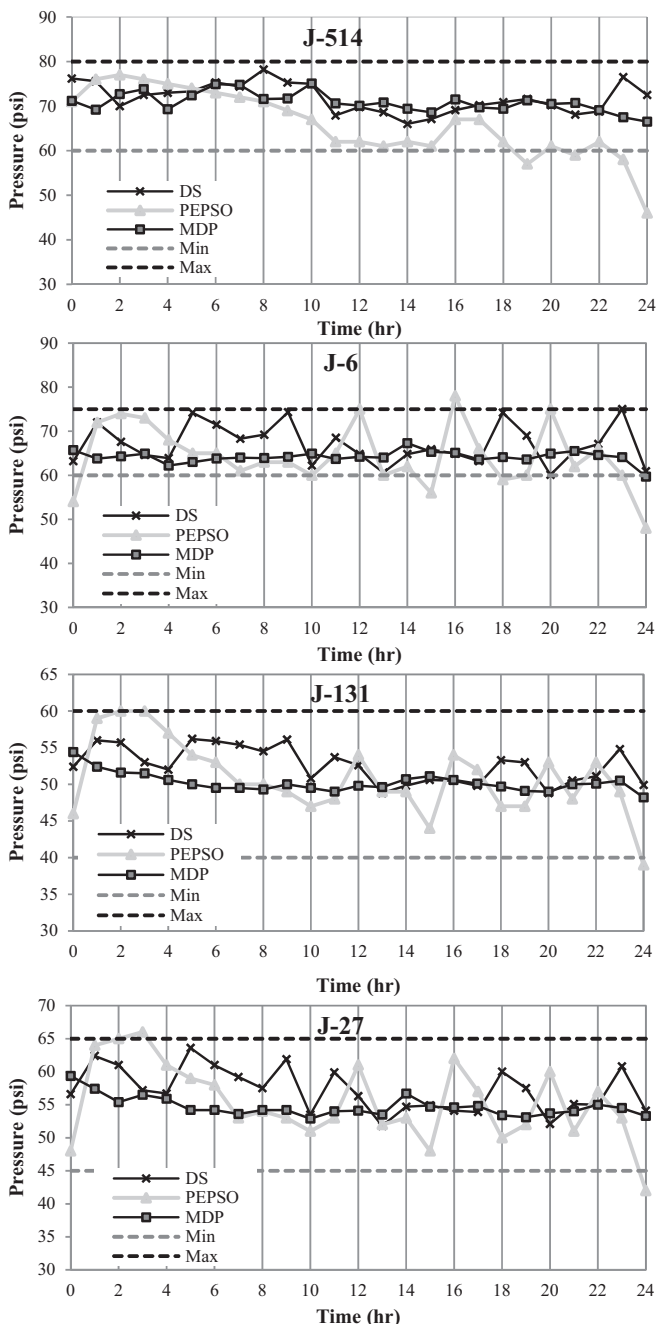 J-514
Pressure (psi)
90
80
70
60
50
40
30
DS
PEPSO
MDP
Min
Max
0 2 4 6 8 10 12 14 16 18 20 22 24
Time (hr)
J-6
Pressure (psi)
90
80
70
60
50
40
30
DS
PEPSO
MDP
Min
Max
0 2 4 6 8 10 12 14 16 18 20 22 24
Time (hr)
J-131
Pressure (psi)
65
60
55
50
45
40
35
30
DS
PEPSO
MDP
Min
Max
0 2 4 6 8 10 12 14 16 18 20 22 24
Time (hr)
J-27
Pressure (psi)
70
65
60
55
50
45
40
35
30
DS
PEPSO
MDP
Min
Max
0 2 4 6 8 10 12 14 16 18 20 22 24
Time (hr)